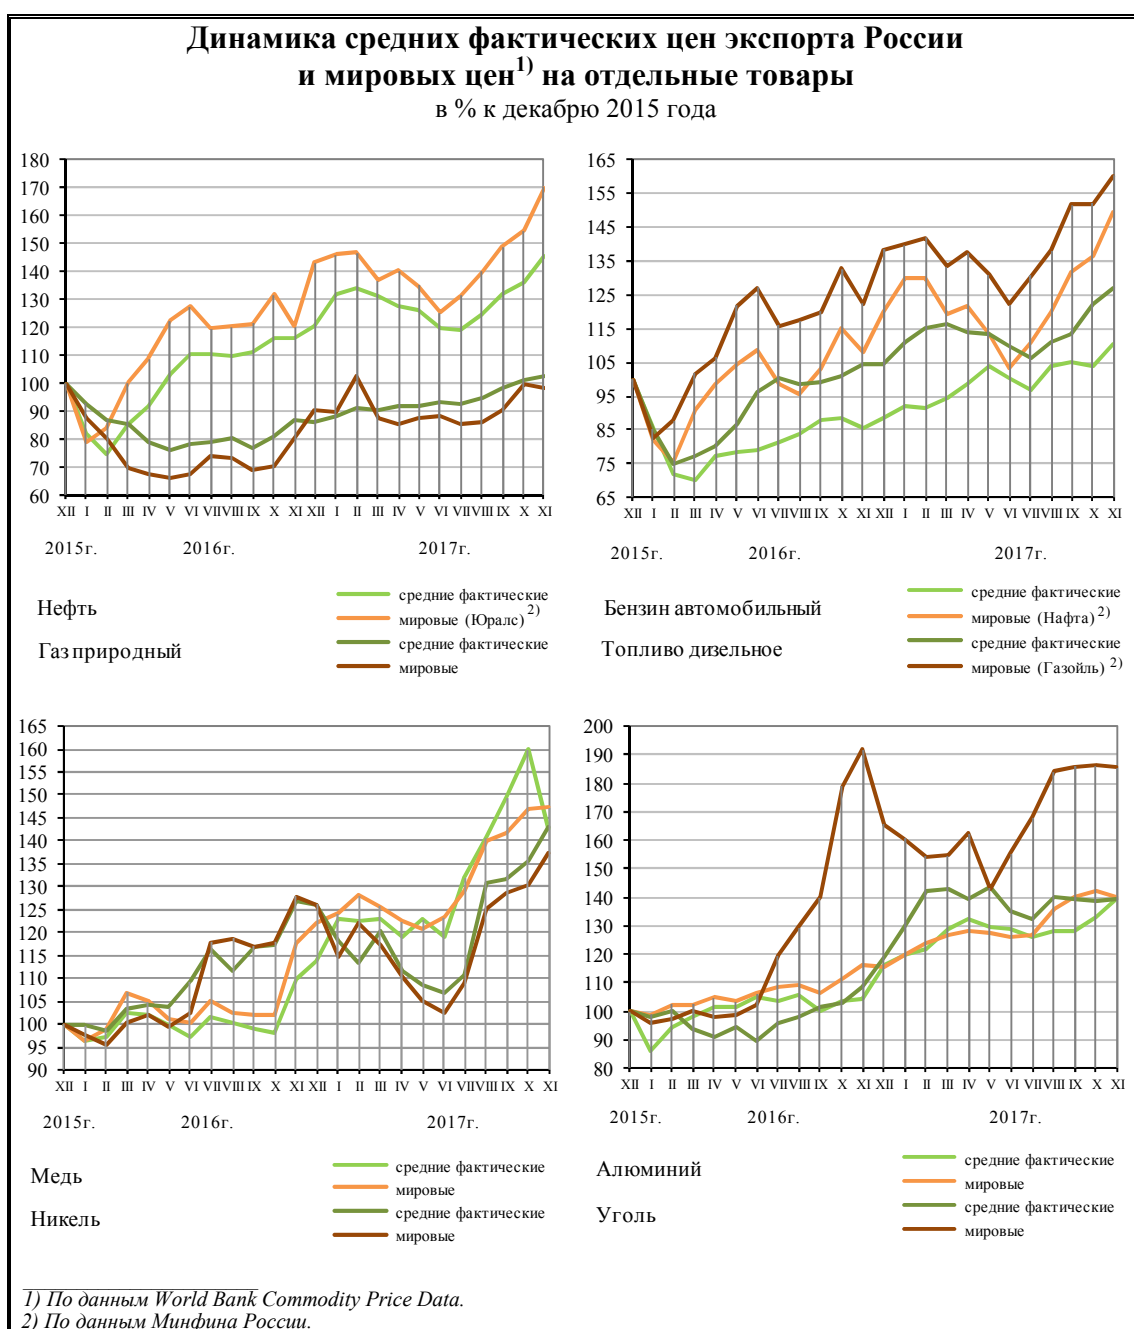 Динамика средних фактических цен экспорта России
и мировых цен1) на отдельные товары
в % к декабрю 2015 года
180
170
160
150
140
130
120
110
100
90
80
70
60
XII I II III IV V VI VII VIII IX X XI XII I II III IV V VI VII VIII IX X XI
2015г. 2016г. 2017г.
Нефть
средние фактические
мировые (Юралс) 2)
Газ природный
средние фактические
мировые
165
155
145
135
125
115
105
95
85
75
65
XII I II III IV V VI VII VIII IX X XI XII I II III IV V VI VII VIII IX X XI
2015г. 2016г. 2017г.
Бензин автомобильный
средние фактические
мировые (Нафта) 2)
Топливо дизельное
средние фактические
мировые (Газойль) 2)
165
160
155
150
145
140
135
130
125
120
115
110
105
100
95
90
XII I II III IV V VI VII VIII IX X XI XII I II III IV V VI VII VIII IX X XI
2015г. 2016г. 2017г.
Медь
средние фактические
мировые
Никель
средние фактические
мировые
200
190
180
170
160
150
140
130
120
110
100
90
80
XII I II III IV V VI VII VIII IX X XI XII I II III IV V VI VII VIII IX X XI
2015г. 2016г. 2017г.
Алюминий
средние фактические
мировые
Уголь
средние фактические
мировые
1) По данным World Bank Commodity Price Data.
2) По данным Минфина России.